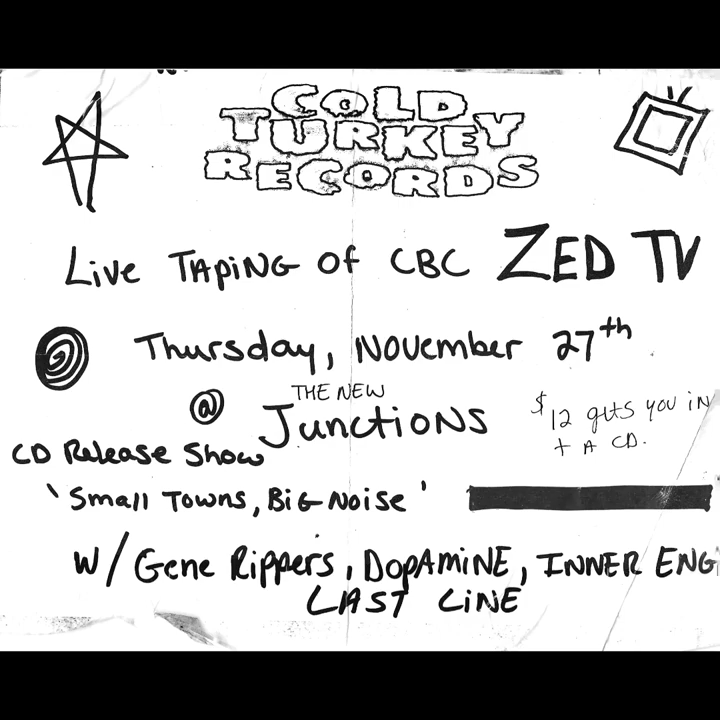 COLD
TURKEY
RECORDS
Live TAPiNG Of CBC ZED TV
Thursday, November 27th
@ THE NEW
JunctioNS
$12 gets you iN
+ A CD.
CD Release Show
'Small Towns, BiG Noise'
w/ Gene Rippers, DopAmiNE, INNER ENG
LAST LiNE